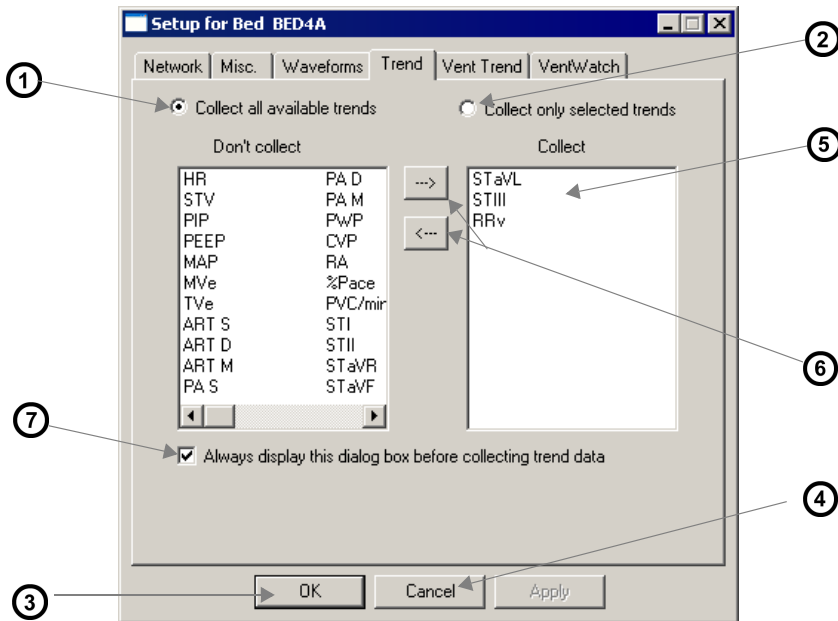 Setup for Bed BED4A
Network Misc. Waveforms Trend Vent Trend VentWatch
1
2
Collect all available trends
Collect only selected trends
5
Don't collect
Collect
HR PA D
STV PA M
PIP PWP
PEEP CVP
MAP RA
MVe %Pace
TVe PVC/min
ART S STI
ART D STII
ART M STaVR
PA S STaVF
--->
<---
STaVL
STIII
RRv
6
7
Always display this dialog box before collecting trend data
4
3
OK Cancel Apply